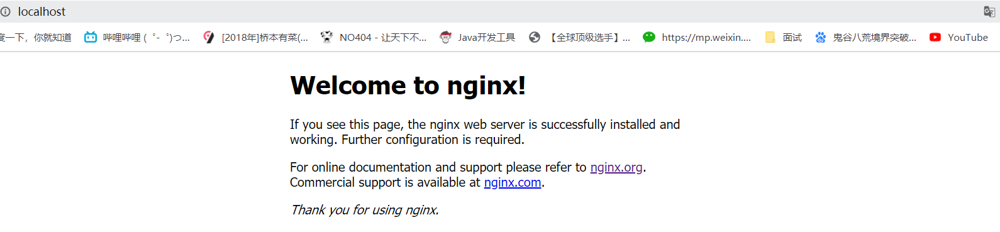 localhost
度一下，你就知道 哔哩哔哩 (゜-゜)つ... [2018年]桥本有菜(... NO404 - 让天下不... Java开发工具 【全球顶级选手】... https://mp.weixin.... 面试 鬼谷八荒境界突破... YouTube
Welcome to nginx!
If you see this page, the nginx web server is successfully installed and
working. Further configuration is required.
For online documentation and support please refer to nginx.org.
Commercial support is available at nginx.com.
Thank you for using nginx.